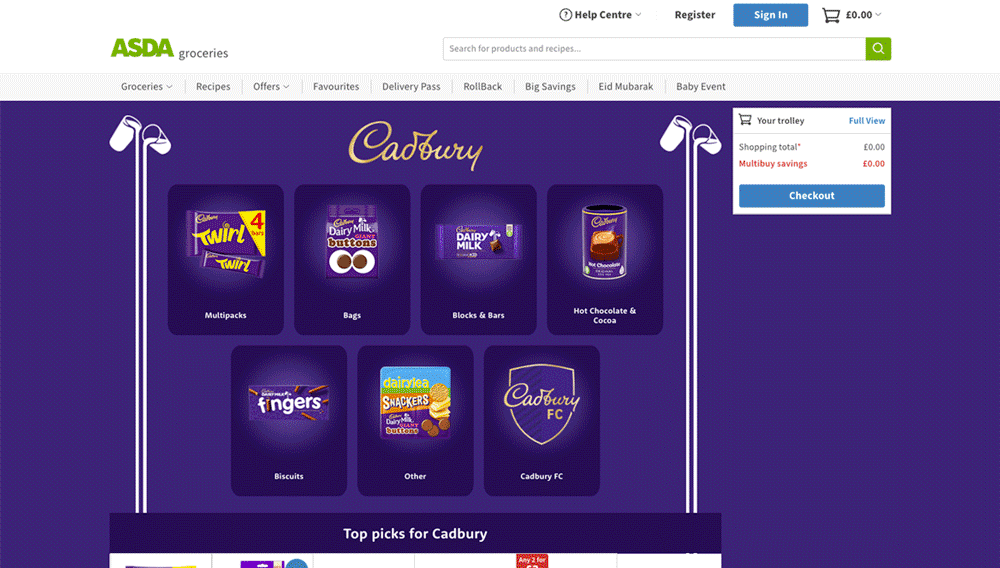 Help Centre
Register
Sign In
£0.00
ASDA groceries
Search for products and recipes...
Groceries
Recipes
Offers
Favourites
Delivery Pass
RollBack
Big Savings
Eid Mubarak
Baby Event
Your trolley
Full View
Shopping total*
£0.00
Multibuy savings
£0.00
Checkout
Cadbury
Cadbury
Twirl
4
bars
Twirl
Multipacks
Cadbury
Dairy Milk
GIANT
buttons
Bags
Cadbury
DAIRY
MILK
Blocks & Bars
Cadbury
Hot Chocolate
Hot Chocolate &
Cocoa
DAIRY MILK
fingers
Biscuits
dairylea
SNACKERS
Cadbury
Dairy Milk
GIANT
buttons
Other
Cadbury
FC
Cadbury FC
Top picks for Cadbury
Any 2 for